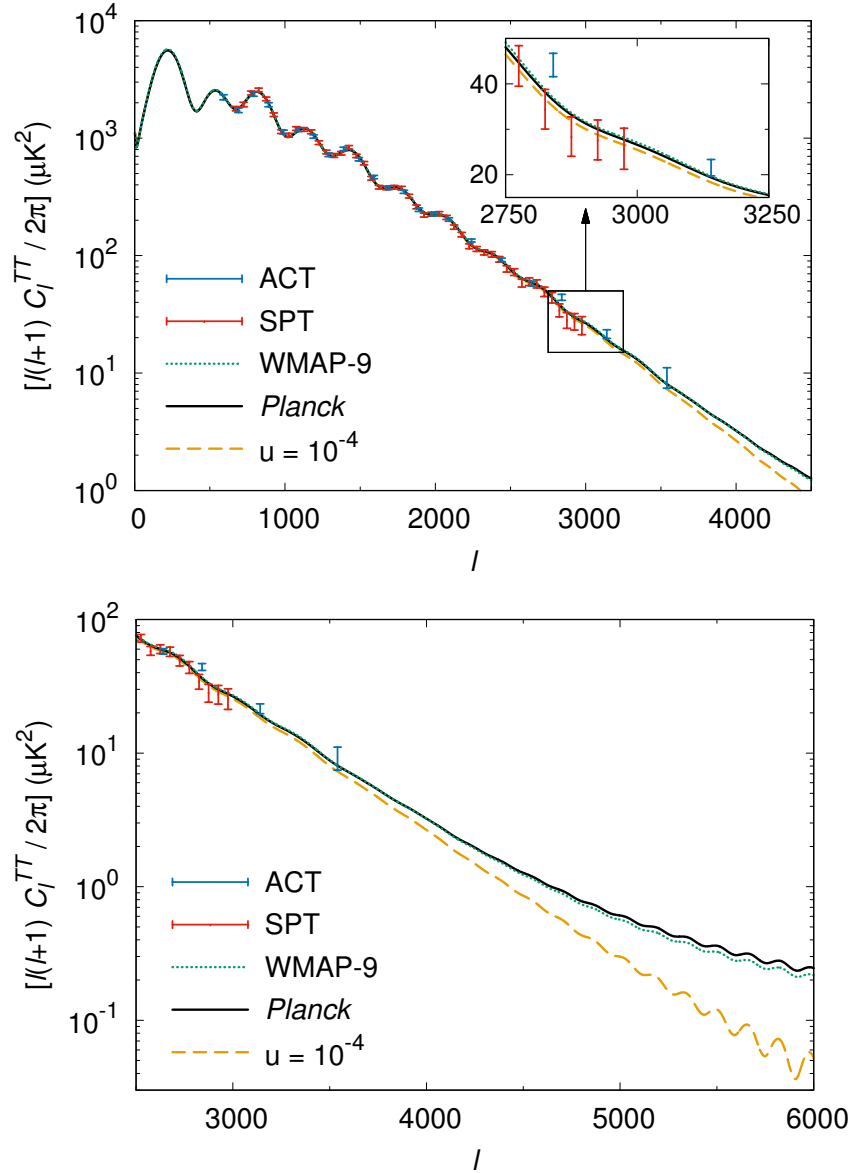 10^4
10^3
10^2
10^1
10^0
[l(l+1) C_l^TT / 2π] (μK^2)
40
20
2750 3000 3250
ACT
SPT
WMAP-9
Planck
u = 10^-4
0 1000 2000 3000 4000
l
10^2
10^1
10^0
10^-1
[l(l+1) C_l^TT / 2π] (μK^2)
ACT
SPT
WMAP-9
Planck
u = 10^-4
3000 4000 5000 6000
l